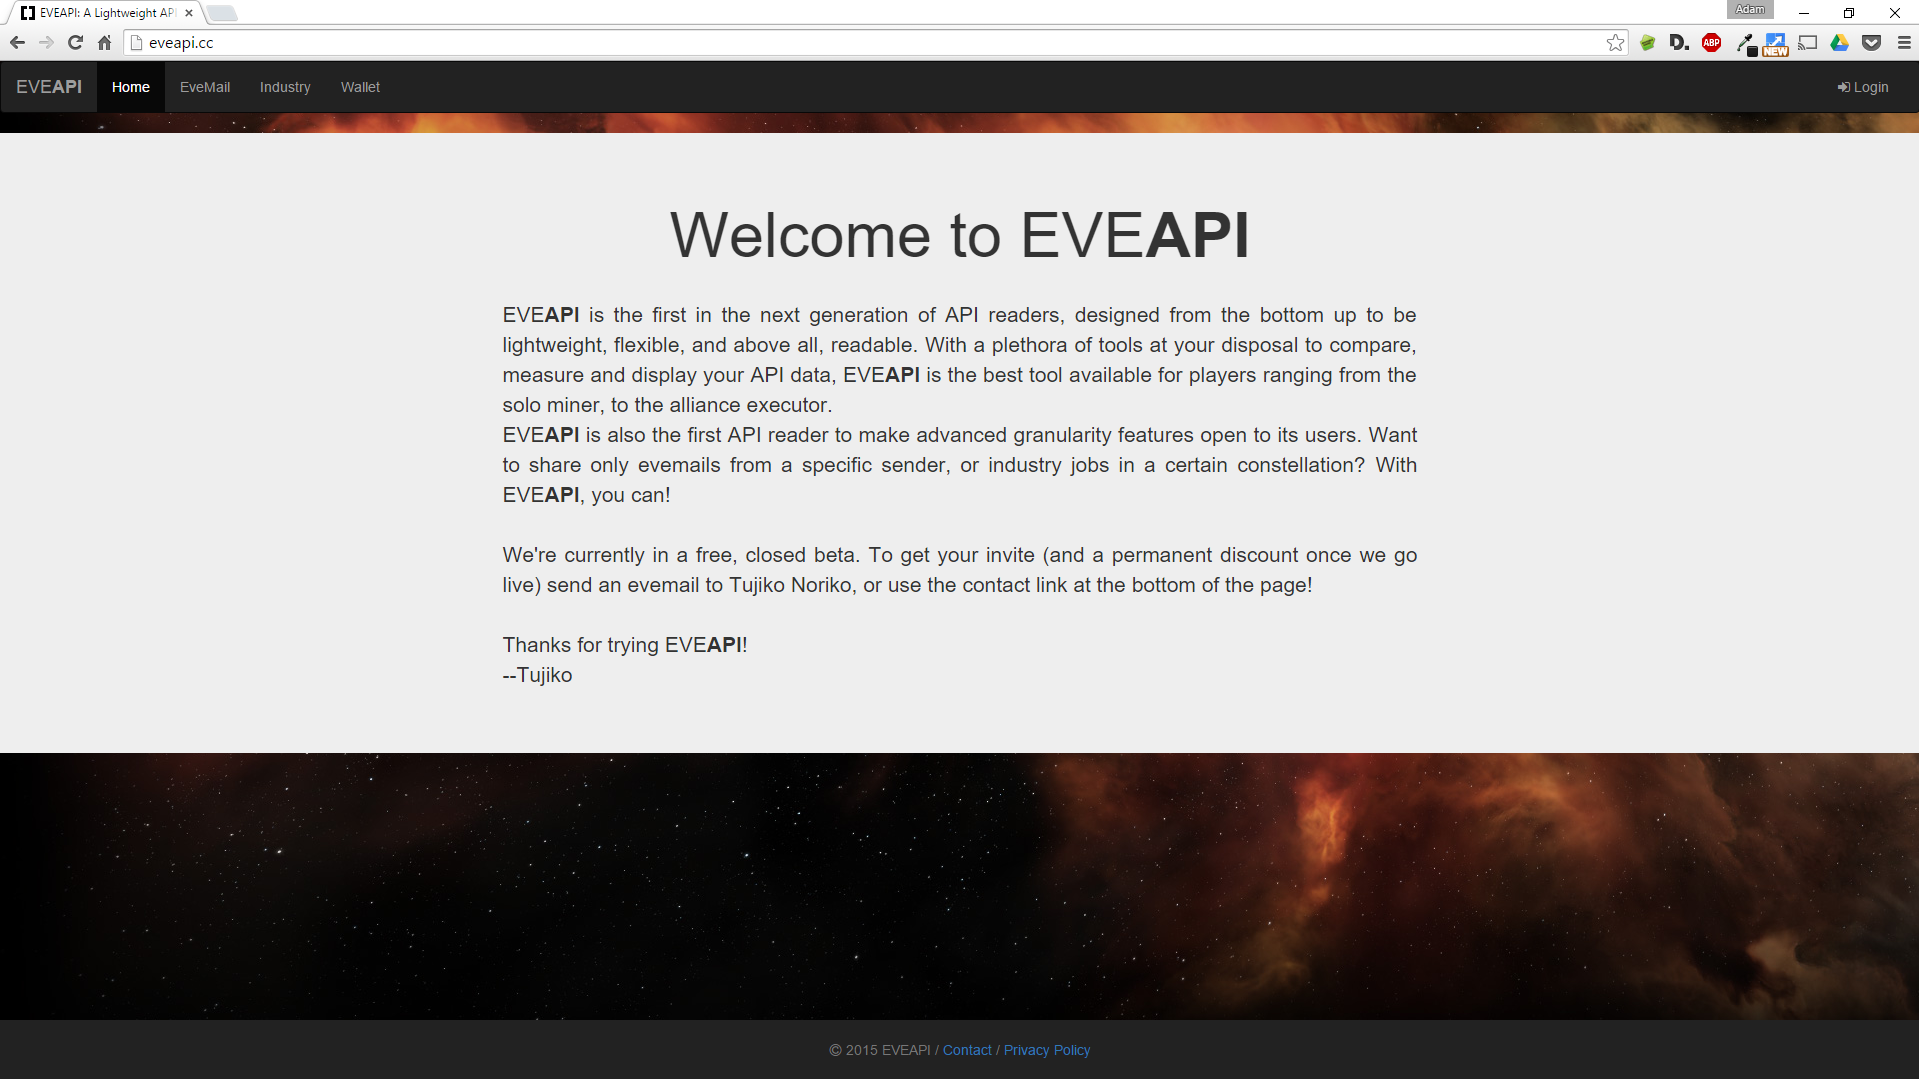 EVEAPI: A Lightweight API
Adam
eveapi.cc
D.
ABP
NEW
EVEAPI Home EveMail Industry Wallet Login
Welcome to EVEAPI
EVEAPI is the first in the next generation of API readers, designed from the bottom up to be
lightweight, flexible, and above all, readable. With a plethora of tools at your disposal to compare,
measure and display your API data, EVEAPI is the best tool available for players ranging from the
solo miner, to the alliance executor.
EVEAPI is also the first API reader to make advanced granularity features open to its users. Want
to share only evemails from a specific sender, or industry jobs in a certain constellation? With
EVEAPI, you can!
We're currently in a free, closed beta. To get your invite (and a permanent discount once we go
live) send an evemail to Tujiko Noriko, or use the contact link at the bottom of the page!
Thanks for trying EVEAPI!
--Tujiko
© 2015 EVEAPI / Contact / Privacy Policy